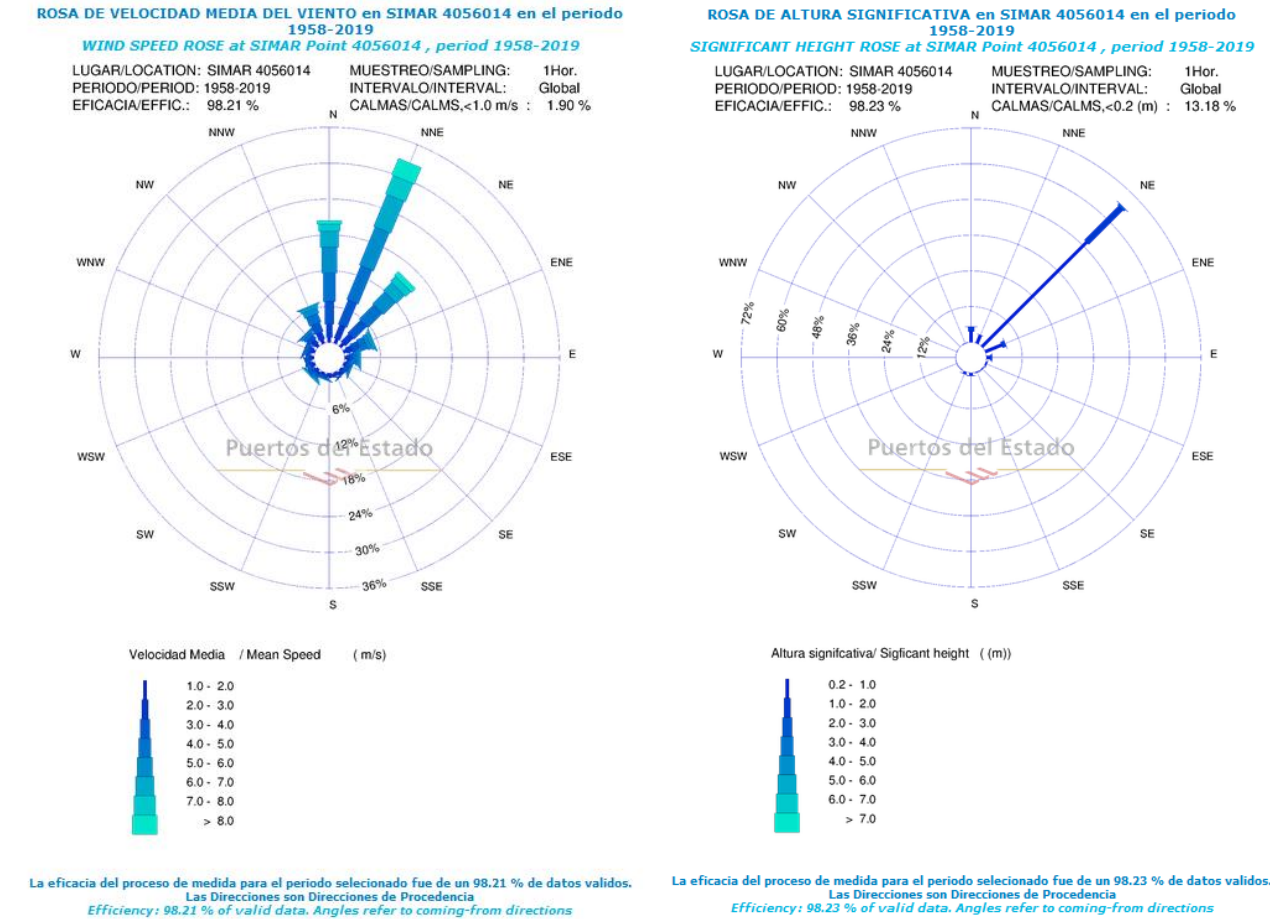 ROSA DE VELOCIDAD MEDIA DEL VIENTO en SIMAR 4056014 en el periodo
1958-2019
WIND SPEED ROSE at SIMAR Point 4056014 , period 1958-2019
LUGAR/LOCATION: SIMAR 4056014 MUESTREO/SAMPLING: 1Hor.
PERIODO/PERIOD: 1958-2019 INTERVALO/INTERVAL: Global
EFICACIA/EFFIC.: 98.21 % CALMAS/CALMS,<1.0 m/s : 1.90 %
N
NNW NNE
NW NE
WNW ENE
W E
6%
12%
Puertos del Estado
WSW ESE
18%
24%
SW SE
30%
36%
SSW SSE
S
Velocidad Media / Mean Speed ( m/s)
1.0 - 2.0
2.0 - 3.0
3.0 - 4.0
4.0 - 5.0
5.0 - 6.0
6.0 - 7.0
7.0 - 8.0
> 8.0
La eficacia del proceso de medida para el periodo selecionado fue de un 98.21 % de datos validos.
Las Direcciones son Direcciones de Procedencia
Efficiency: 98.21 % of valid data. Angles refer to coming-from directions
ROSA DE ALTURA SIGNIFICATIVA en SIMAR 4056014 en el periodo
1958-2019
SIGNIFICANT HEIGHT ROSE at SIMAR Point 4056014 , period 1958-2019
LUGAR/LOCATION: SIMAR 4056014 MUESTREO/SAMPLING: 1Hor.
PERIODO/PERIOD: 1958-2019 INTERVALO/INTERVAL: Global
EFICACIA/EFFIC.: 98.23 % CALMAS/CALMS,<0.2 (m) : 13.18 %
N
NNW NNE
NW NE
WNW ENE
72% 60% 48% 36% 24% 12%
W E
Puertos del Estado
WSW ESE
SW SE
SSW SSE
S
Altura signifcativa/ Sigficant height ( (m))
0.2 - 1.0
1.0 - 2.0
2.0 - 3.0
3.0 - 4.0
4.0 - 5.0
5.0 - 6.0
6.0 - 7.0
> 7.0
La eficacia del proceso de medida para el periodo selecionado fue de un 98.23 % de datos validos.
Las Direcciones son Direcciones de Procedencia
Efficiency: 98.23 % of valid data. Angles refer to coming-from directions